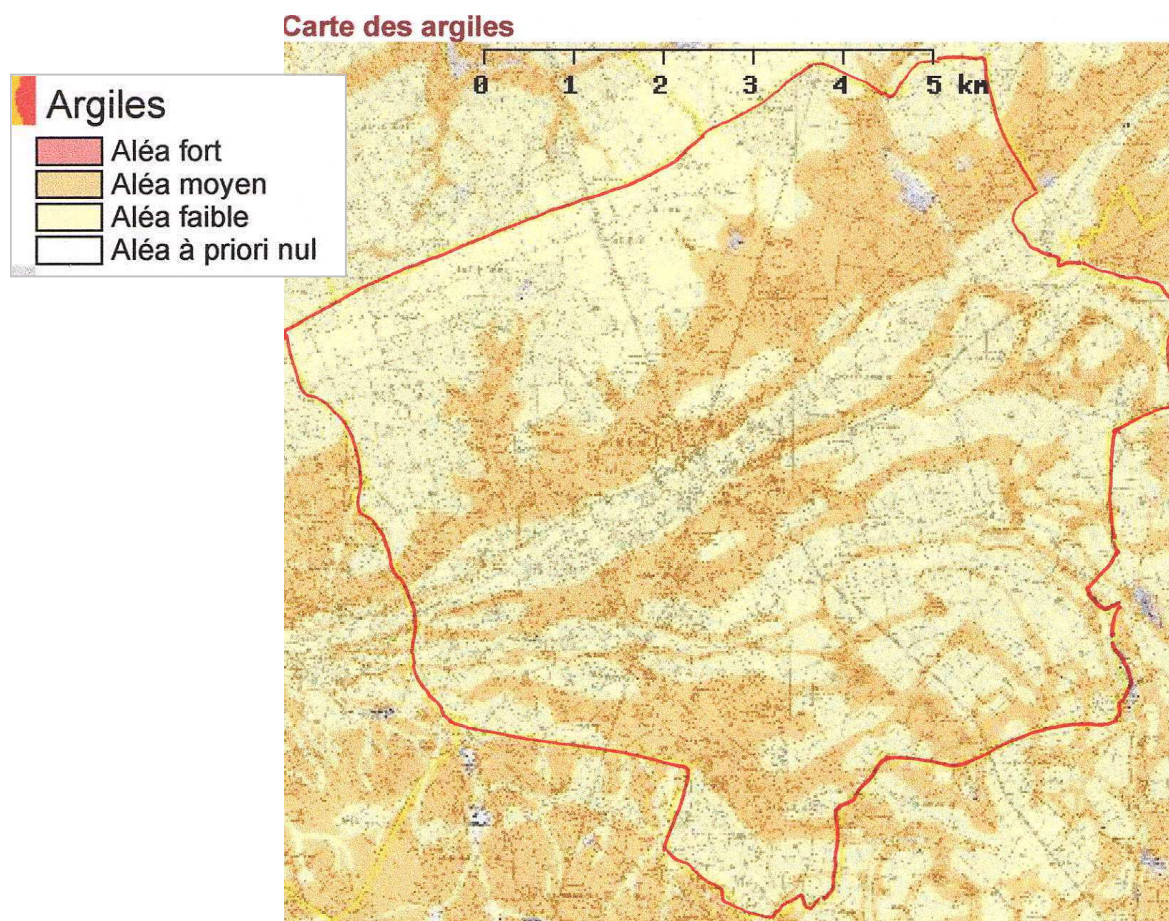 Carte des argiles
0 1 2 3 4 5 km
Argiles
Aléa fort
Aléa moyen
Aléa faible
Aléa à priori nul